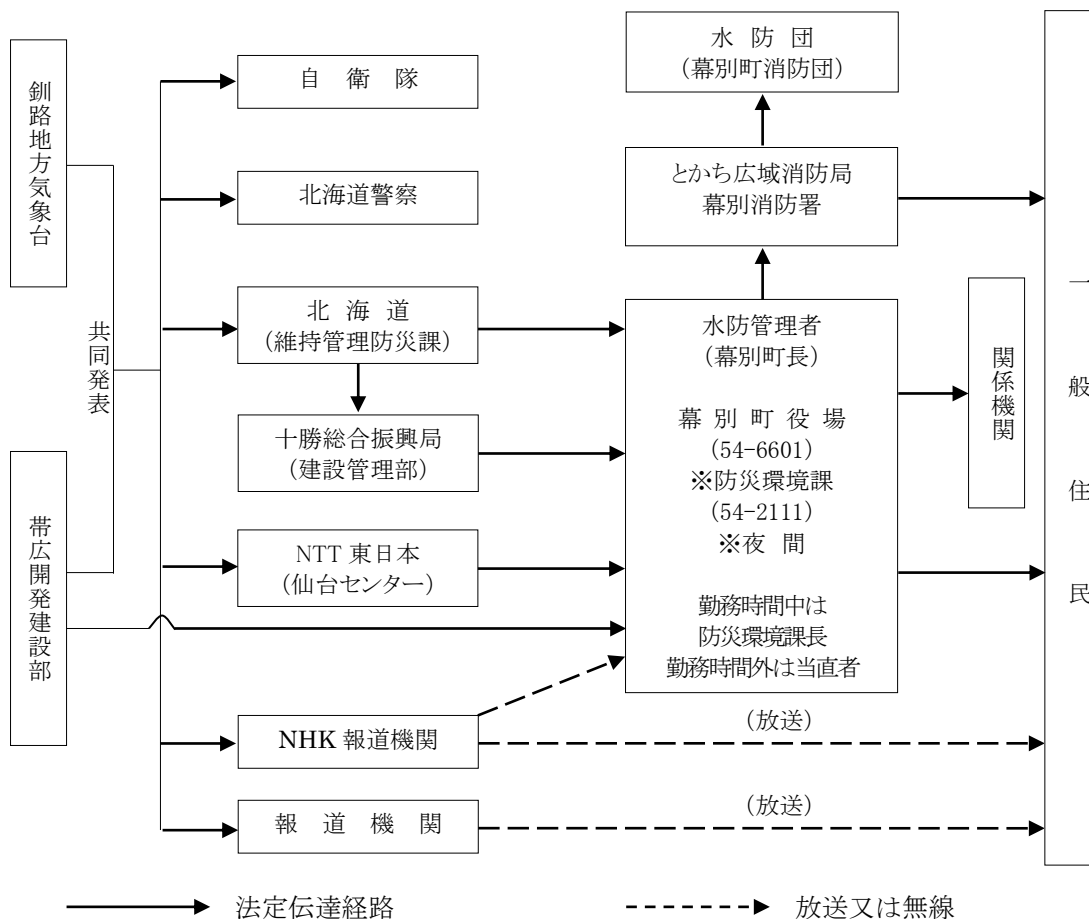 釧路地方気象台
共同発表
帯広開発建設部
自衛隊
北海道警察
北海道
(維持管理防災課)
十勝総合振興局
(建設管理部)
NTT 東日本
(仙台センター)
NHK 報道機関
報道機関
水防団
(幕別町消防団)
とかち広域消防局
幕別消防署
水防管理者
(幕別町長)
幕別町役場
(54-6601)
※防災環境課
(54-2111)
※夜間
勤務時間中は
防災環境課長
勤務時間外は当直者
関係機関
(放送)
(放送)
一般住民
法定伝達経路
放送又は無線